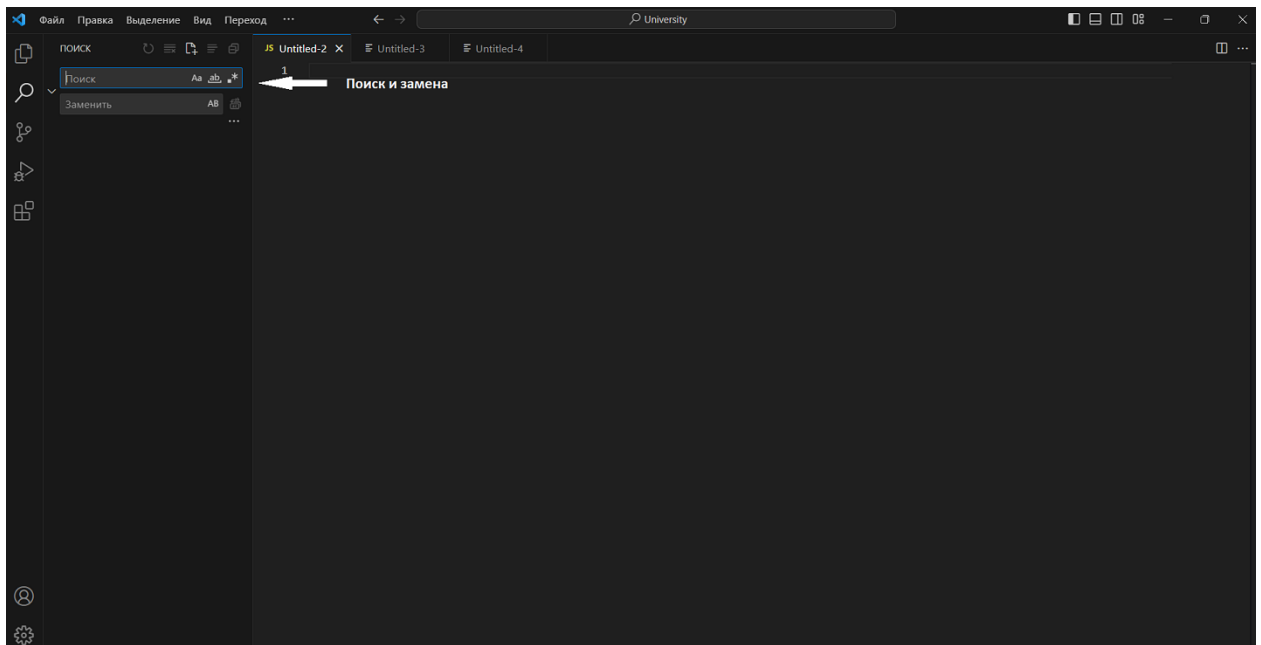 Файл Правка Выделение Вид Переход ··· University
ПОИСК JS Untitled-2 Untitled-3 Untitled-4
1
Поиск Aa ab .* Поиск и замена
Заменить AB